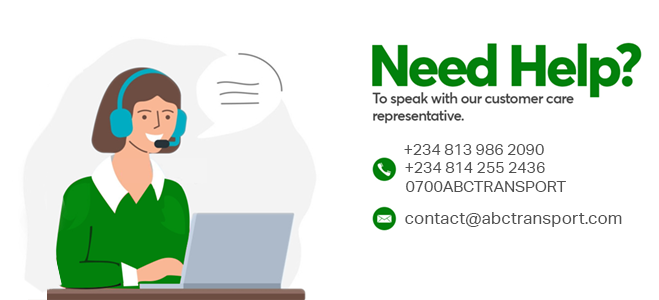 Need Help?
To speak with our customer care
representative.
+234 813 986 2090
+234 814 255 2436
0700ABCTRANSPORT
contact@abctransport.com